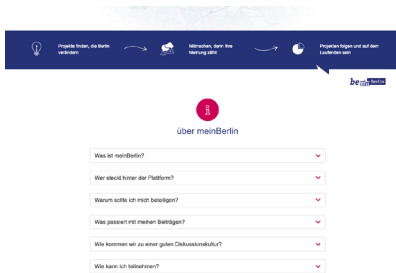 Projekte finden, die Berlin
verändern
Mitmachen, denn Ihre
Meinung zählt
Projekten folgen und auf dem
Laufenden sein
be Berlin
über meinBerlin
Was ist meinBerlin?
Wer steckt hinter der Plattform?
Warum sollte ich mich beteiligen?
Was passiert mit meinen Beiträgen?
Wie kommen wir zu einer guten Diskussionskultur?
Wie kann ich teilnehmen?